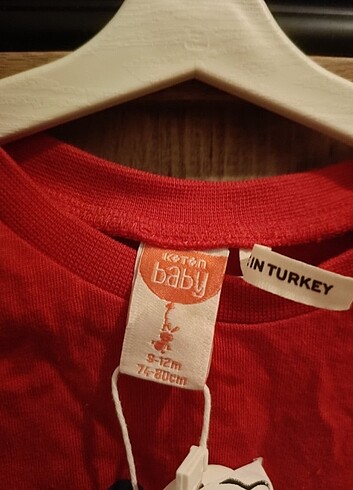 KOTON
baby
9-12m
74-80cm
IN TURKEY